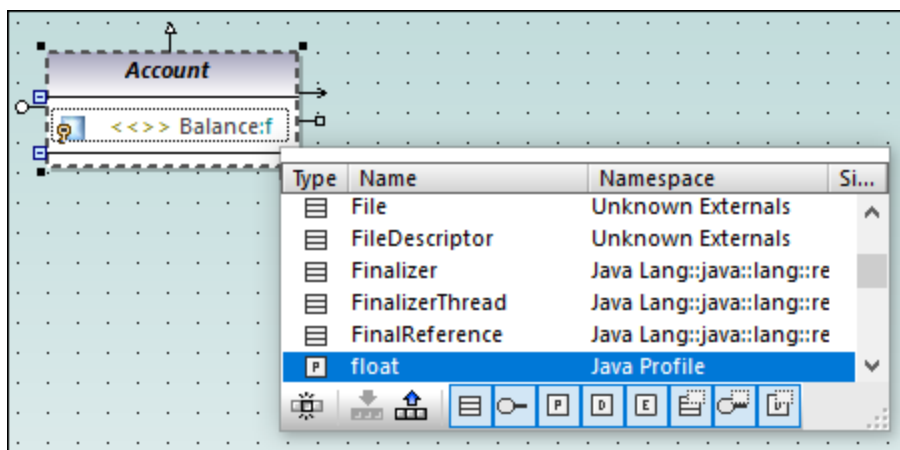 Account
<<>> Balance:f
Type Name Namespace Si...
File Unknown Externals
FileDescriptor Unknown Externals
Finalizer Java Lang::java::lang::re
FinalizerThread Java Lang::java::lang::re
FinalReference Java Lang::java::lang::re
P float Java Profile
P D E